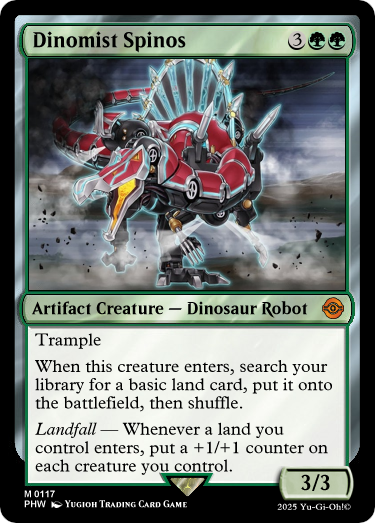 Dinomist Spinos 3
Artifact Creature — Dinosaur Robot
Trample
When this creature enters, search your
library for a basic land card, put it onto
the battlefield, then shuffle.
Landfall — Whenever a land you
control enters, put a +1/+1 counter on
each creature you control.
3/3
M 0117
PHW Yugioh Trading Card Game
2025 Yu-Gi-Oh!©